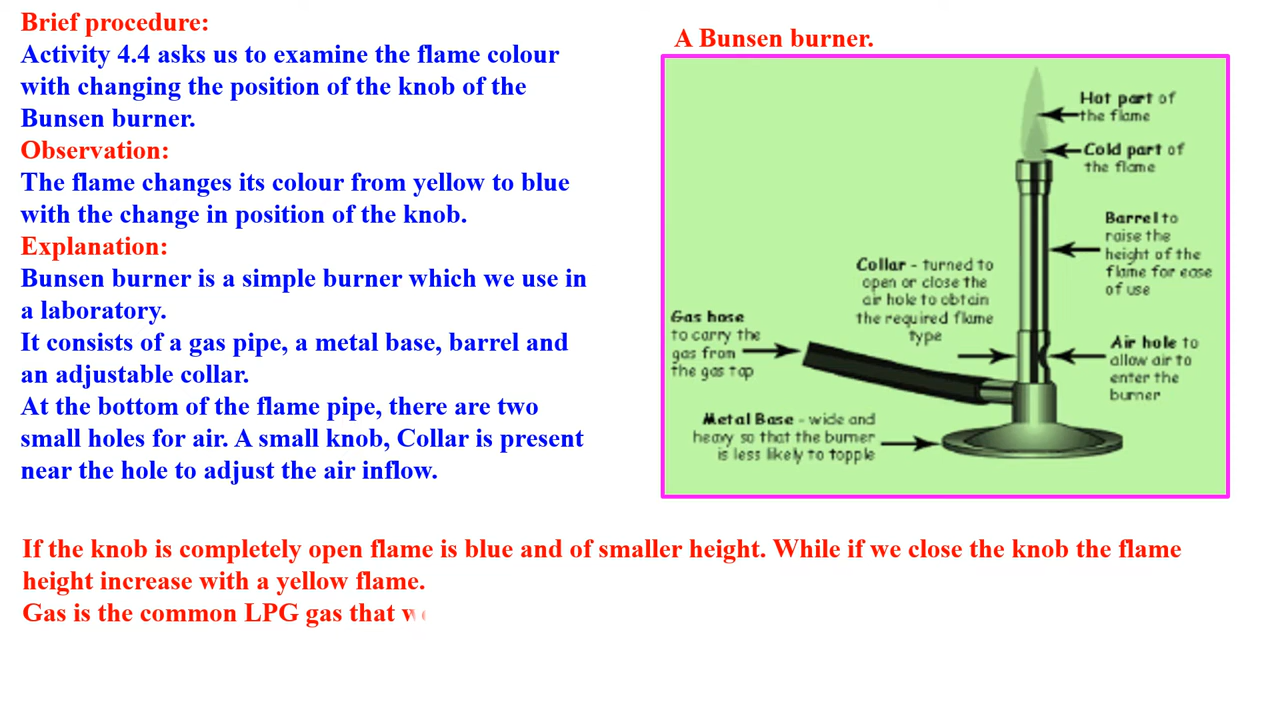 Brief procedure:
Activity 4.4 asks us to examine the flame colour
with changing the position of the knob of the
Bunsen burner.
Observation:
The flame changes its colour from yellow to blue
with the change in position of the knob.
Explanation:
Bunsen burner is a simple burner which we use in
a laboratory.
It consists of a gas pipe, a metal base, barrel and
an adjustable collar.
At the bottom of the flame pipe, there are two
small holes for air. A small knob, Collar is present
near the hole to adjust the air inflow.
A Bunsen burner.
Hot part of
the flame
Cold part of
the flame
Barrel to
raise the
height of the
flame for ease
of use
Collar - turned to
open or close the
air hole to obtain
the required flame
type
Gas hose
to carry the
gas from
the gas tap
Air hole to
allow air to
enter the
burner
Metal Base - wide and
heavy so that the burner
is less likely to topple
If the knob is completely open flame is blue and of smaller height. While if we close the knob the flame
height increase with a yellow flame.
Gas is the common LPG gas that